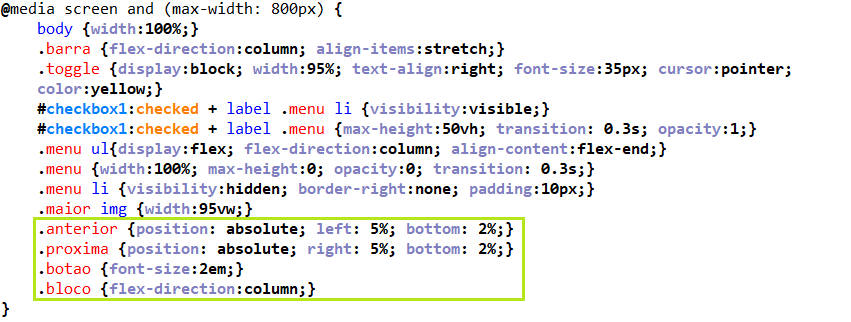 @media screen and (max-width: 800px) {
body {width:100%;}
.barra {flex-direction:column; align-items:stretch;}
.toggle {display:block; width:95%; text-align:right; font-size:35px; cursor:pointer;
color:yellow;}
#checkbox1:checked + label .menu li {visibility:visible;}
#checkbox1:checked + label .menu {max-height:50vh; transition: 0.3s; opacity:1;}
.menu ul{display:flex; flex-direction:column; align-content:flex-end;}
.menu {width:100%; max-height:0; opacity:0; transition: 0.3s;}
.menu li {visibility:hidden; border-right:none; padding:10px;}
.maior img {width:95vw;}
.anterior {position: absolute; left: 5%; bottom: 2%;}
.proxima {position: absolute; right: 5%; bottom: 2%;}
.botao {font-size:2em;}
.bloco {flex-direction:column;}
}